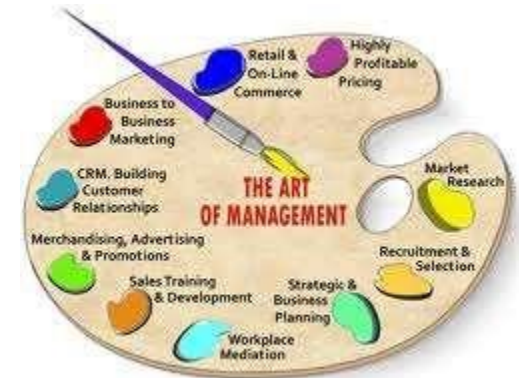 THE ART
OF MANAGEMENT
Retail &
On-Line
Commerce
Highly
Profitable
Pricing
Business to
Business
Marketing
CRM. Building
Customer
Relationships
Market
Research
Merchandising, Advertising
& Promotions
Recruitment &
Selection
Sales Training
& Development
Strategic &
Business
Planning
Workplace
Mediation